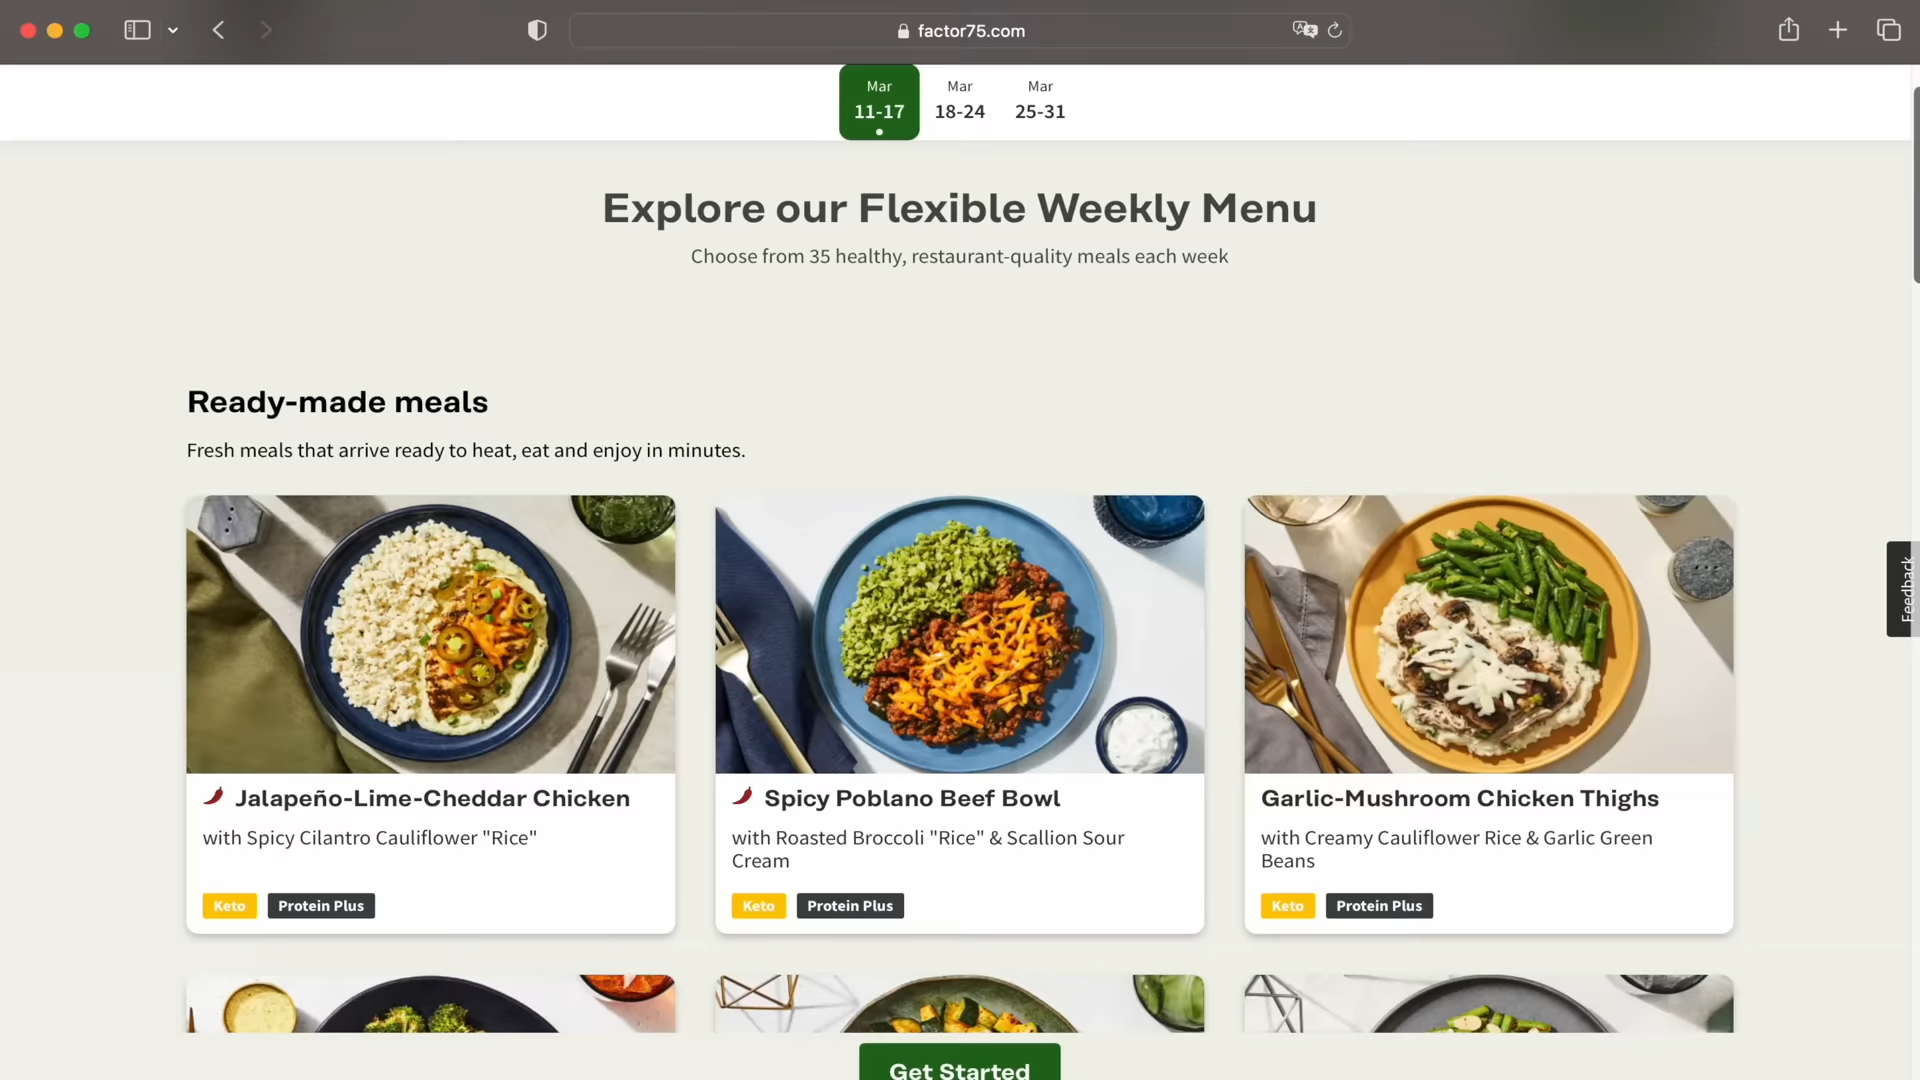 factor75.com
Mar
11-17
Mar
18-24
Mar
25-31
Explore our Flexible Weekly Menu
Choose from 35 healthy, restaurant-quality meals each week
Ready-made meals
Fresh meals that arrive ready to heat, eat and enjoy in minutes.
Jalapeño-Lime-Cheddar Chicken
with Spicy Cilantro Cauliflower "Rice"
Keto
Protein Plus
Spicy Poblano Beef Bowl
with Roasted Broccoli "Rice" & Scallion Sour
Cream
Keto
Protein Plus
Garlic-Mushroom Chicken Thighs
with Creamy Cauliflower Rice & Garlic Green
Beans
Keto
Protein Plus
Feedback
Get Started